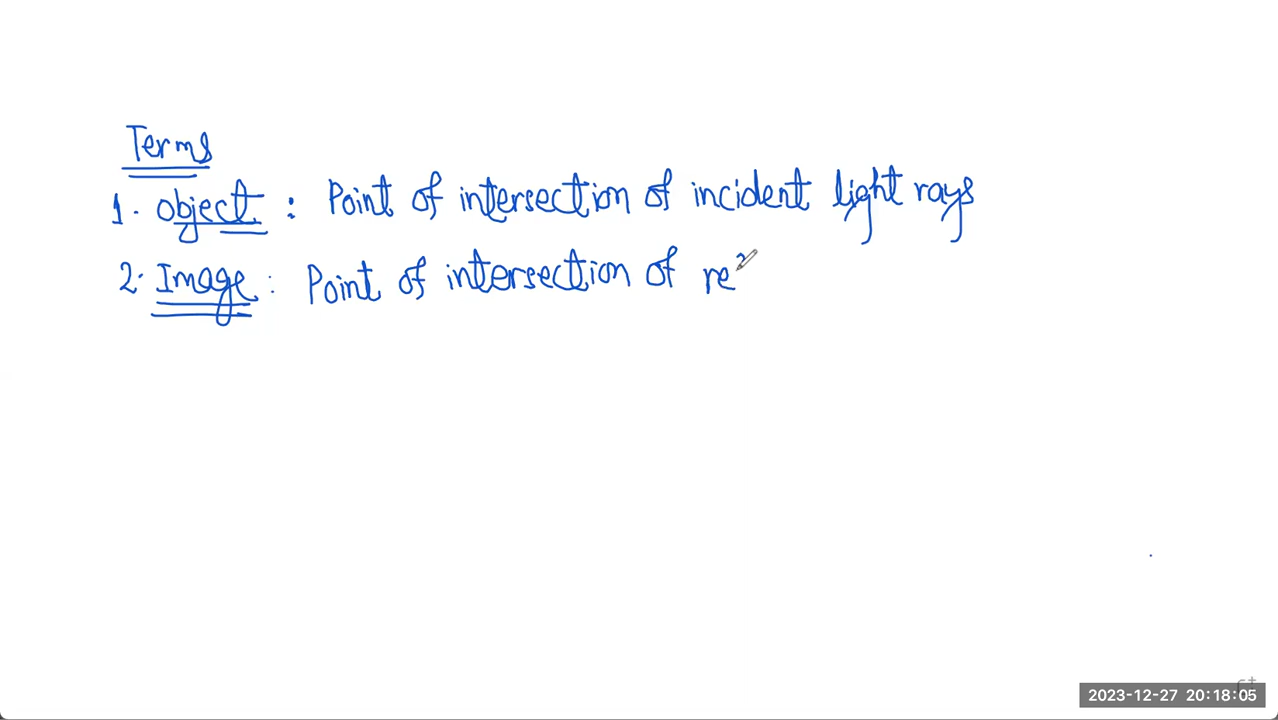 Terms
1. Object : Point of intersection of incident light rays
2. Image : Point of intersection of re
2023-12-27 20:18:05